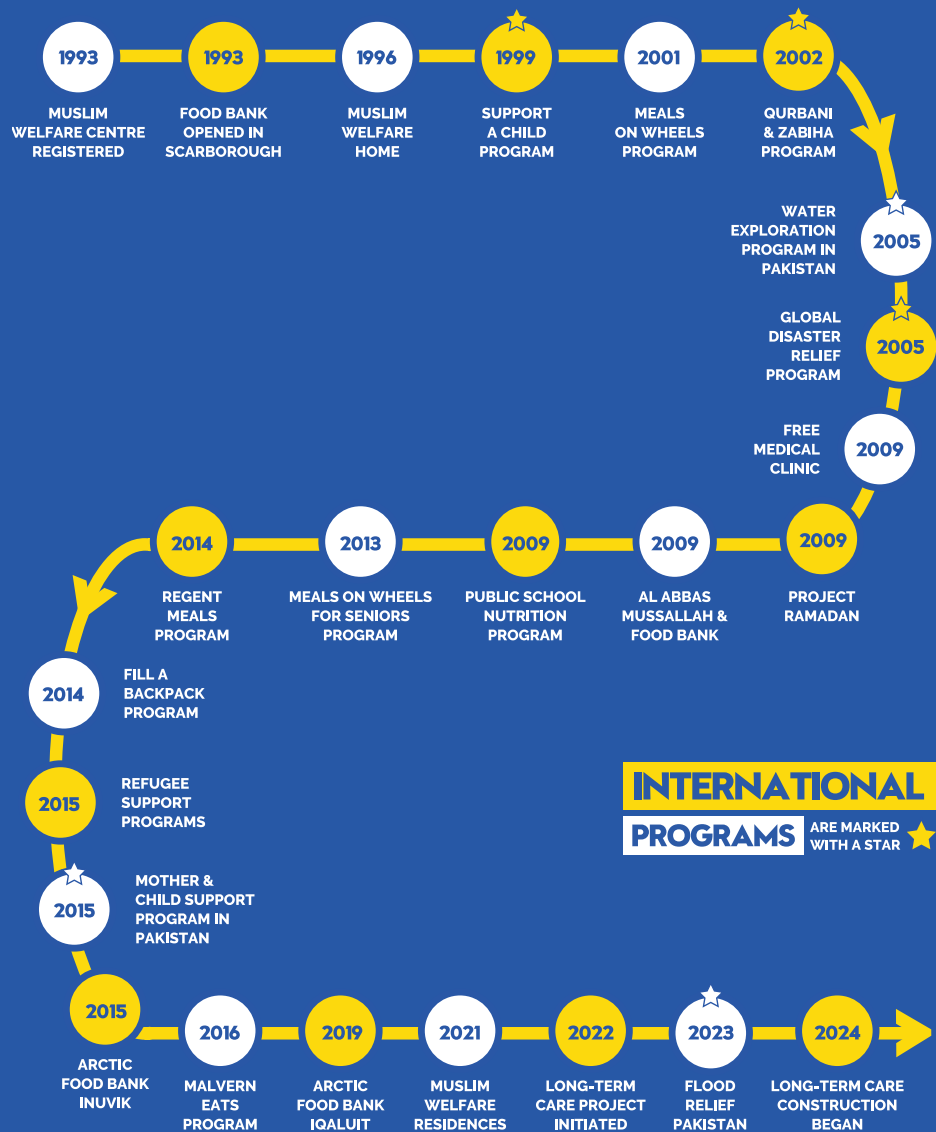 1993
MUSLIM
WELFARE CENTRE
REGISTERED
1993
FOOD BANK
OPENED IN
SCARBOROUGH
1996
MUSLIM
WELFARE
HOME
1999
SUPPORT
A CHILD
PROGRAM
2001
MEALS
ON WHEELS
PROGRAM
2002
QURBANI
& ZABIHA
PROGRAM
2005
WATER
EXPLORATION
PROGRAM IN
PAKISTAN
2005
GLOBAL
DISASTER
RELIEF
PROGRAM
2009
FREE
MEDICAL
CLINIC
2009
PROJECT
RAMADAN
2009
AL ABBAS
MUSSALLAH &
FOOD BANK
2009
PUBLIC SCHOOL
NUTRITION
PROGRAM
2013
MEALS ON WHEELS
FOR SENIORS
PROGRAM
2014
REGENT
MEALS
PROGRAM
2014
FILL A
BACKPACK
PROGRAM
2015
REFUGEE
SUPPORT
PROGRAMS
2015
MOTHER &
CHILD SUPPORT
PROGRAM IN
PAKISTAN
2015
ARCTIC
FOOD BANK
INUVIK
2016
MALVERN
EATS
PROGRAM
2019
ARCTIC
FOOD BANK
IQALUIT
2021
MUSLIM
WELFARE
RESIDENCES
2022
LONG-TERM
CARE PROJECT
INITIATED
2023
FLOOD
RELIEF
PAKISTAN
2024
LONG-TERM CARE
CONSTRUCTION
BEGAN
INTERNATIONAL
PROGRAMS
ARE MARKED
WITH A STAR